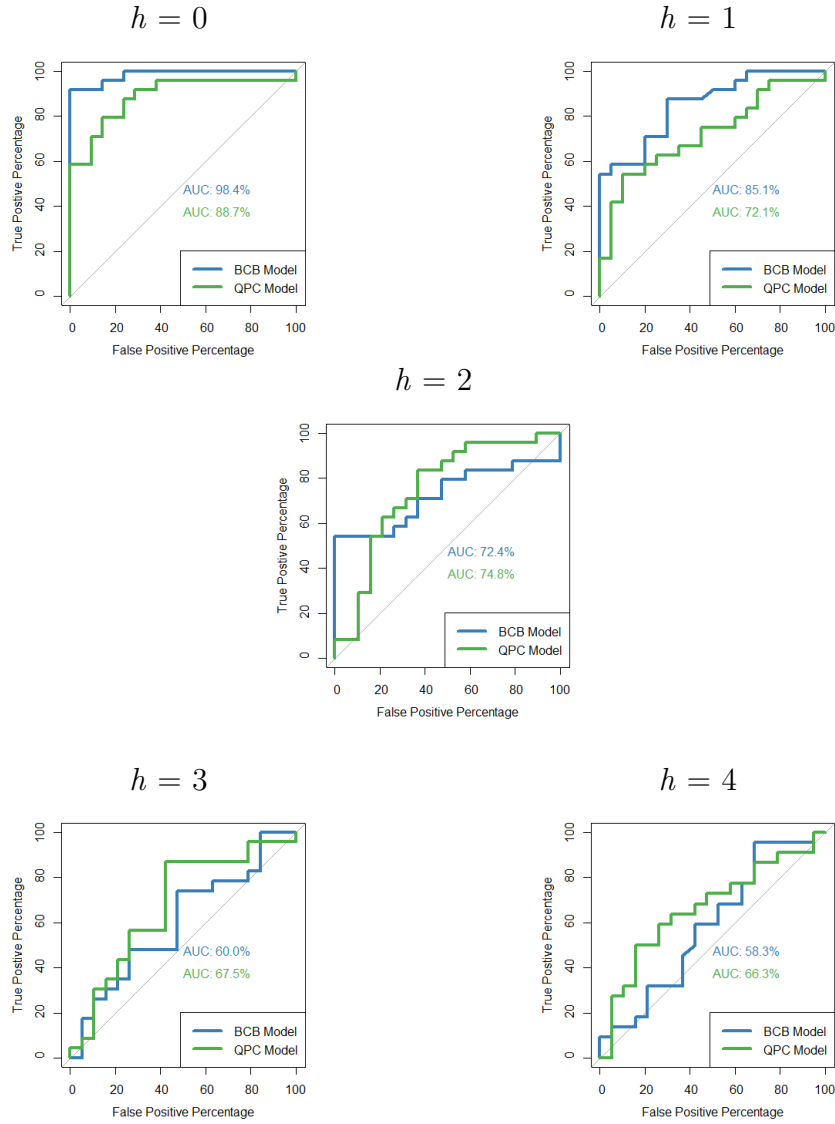 h = 0
100
80
60
40
20
0
True Postive Percentage
AUC: 98.4%
AUC: 88.7%
BCB Model
QPC Model
0 20 40 60 80 100
False Positive Percentage
h = 1
100
80
60
40
20
0
True Postive Percentage
AUC: 85.1%
AUC: 72.1%
BCB Model
QPC Model
0 20 40 60 80 100
False Positive Percentage
h = 2
100
80
60
40
20
0
True Postive Percentage
AUC: 72.4%
AUC: 74.8%
BCB Model
QPC Model
0 20 40 60 80 100
False Positive Percentage
h = 3
100
80
60
40
20
0
True Postive Percentage
AUC: 60.0%
AUC: 67.5%
BCB Model
QPC Model
0 20 40 60 80 100
False Positive Percentage
h = 4
100
80
60
40
20
0
True Postive Percentage
AUC: 58.3%
AUC: 66.3%
BCB Model
QPC Model
0 20 40 60 80 100
False Positive Percentage